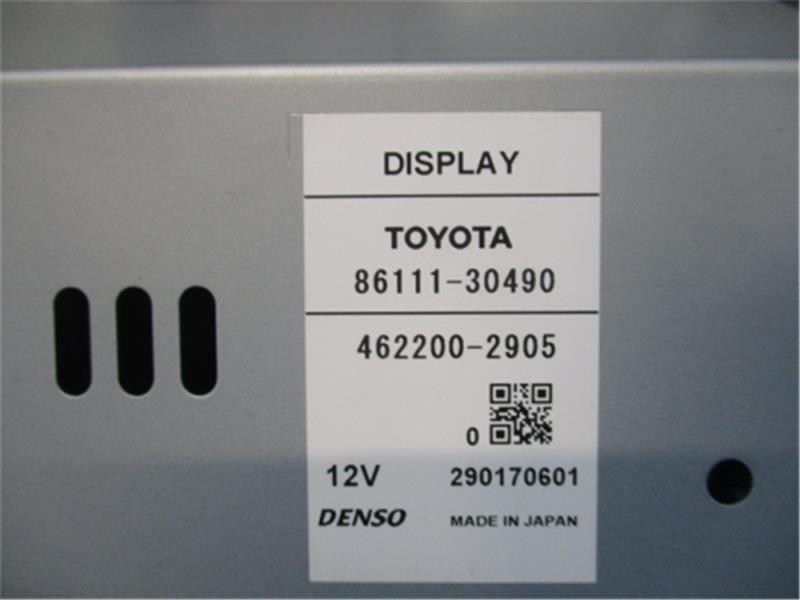 DISPLAY
TOYOTA
86111-30490
462200-2905
0
12V 290170601
DENSO MADE IN JAPAN